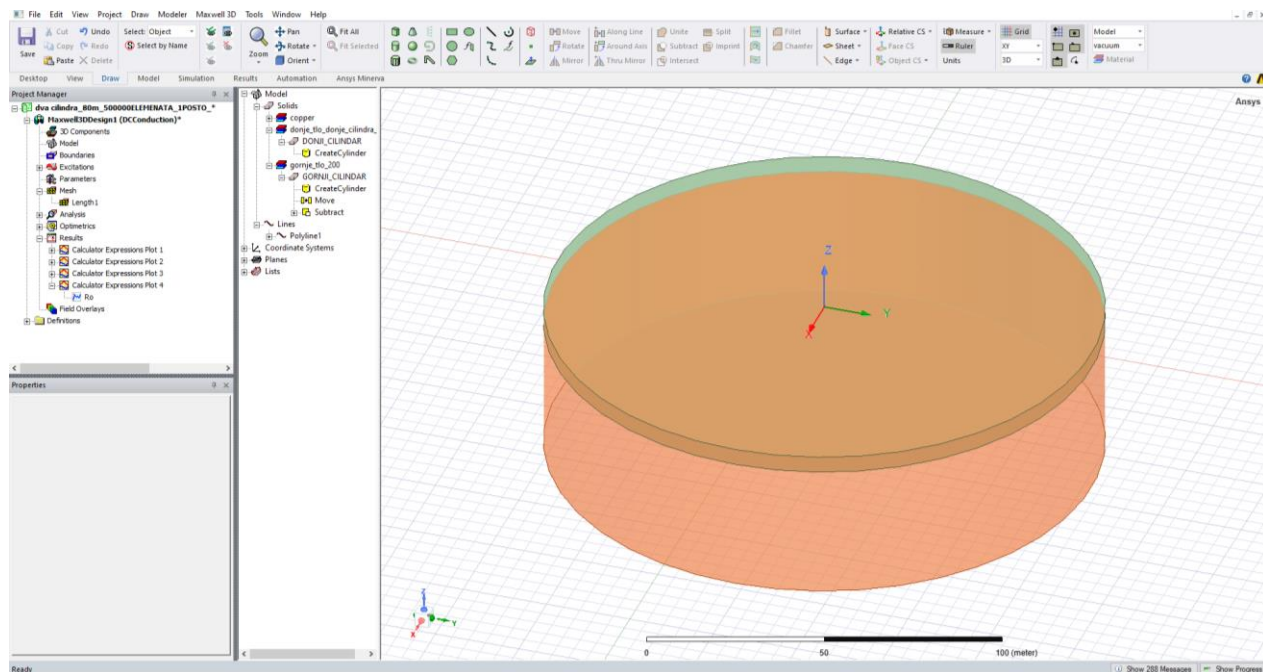 File Edit View Project Draw Modeler Maxwell 3D Tools Window Help
Save
Cut
Copy
Paste
Undo
Redo
Delete
Select: Object
Select by Name
Zoom
Pan
Rotate
Orient
Fit All
Fit Selected
Move
Rotate
Mirror
Along Line
Around Axis
Thru Mirror
Unite
Subtract
Intersect
Split
Imprint
Fillet
Chamfer
Surface
Sheet
Edge
Relative CS
Face CS
Object CS
Measure
Ruler
Units
Grid
XY
3D
Model
vacuum
Material
Desktop View Draw Model Simulation Results Automation Ansys Minerva
Project Manager
dva cilindra_80m_500000ELEMENATA_1POSTO_*
Maxwell3DDesign1 (DCConduction)*
3D Components
Model
Boundaries
Excitations
Parameters
Mesh
Length1
Analysis
Optimetrics
Results
Calculator Expressions Plot 1
Calculator Expressions Plot 2
Calculator Expressions Plot 3
Calculator Expressions Plot 4
Ro
Field Overlays
Definitions
Properties
Model
Solids
copper
donje_tlo_donje_cilindra_
DONJI_CILINDAR
CreateCylinder
gornje_tlo_200
GORNJI_CILINDAR
CreateCylinder
Move
Subtract
Lines
Polyline1
Coordinate Systems
Planes
Lists
Ansys
Z
Y
X
Z
Y
X
0 50 100 (meter)
Ready
Show 288 Messages Show Progress